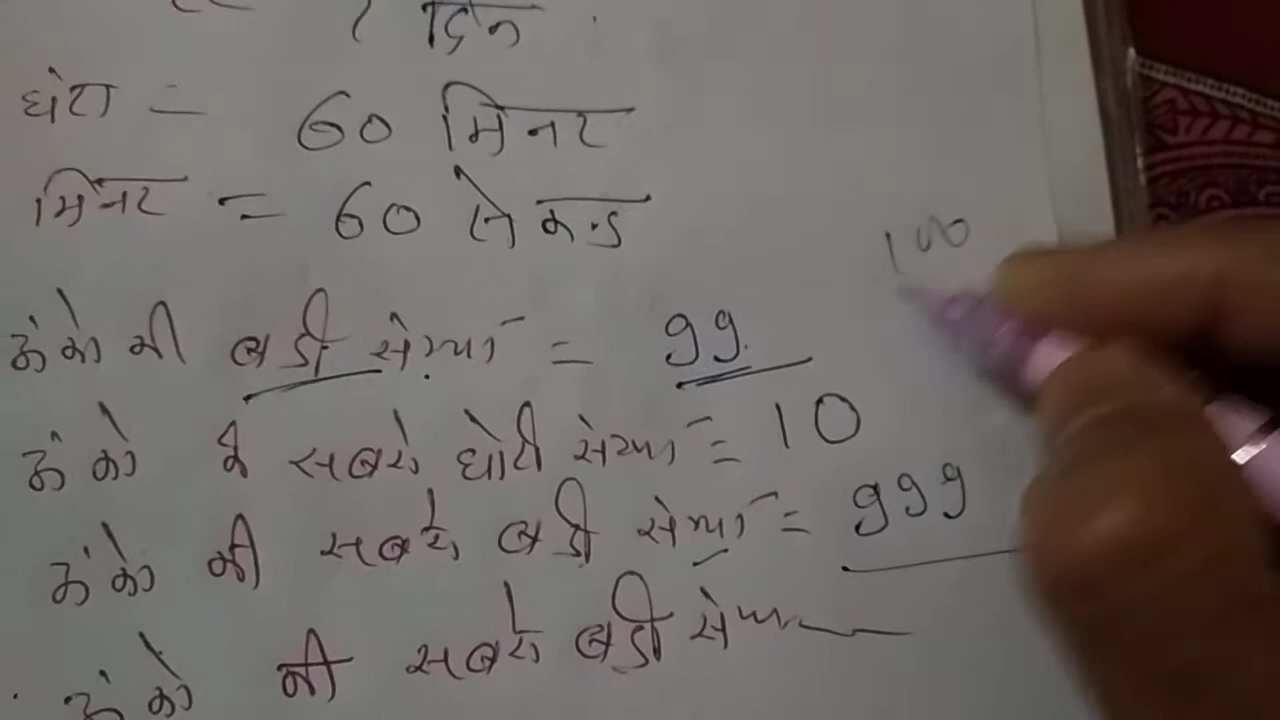 दिन
घंटा = 60 मिनट
मिनट = 60 सेकंड
100
अंको की बडी संख्या = 99
अंको की सबसे छोटी संख्या = 10
अंको की सबसे बडी संख्या = 999
अंको की सबसे बडी संख्या